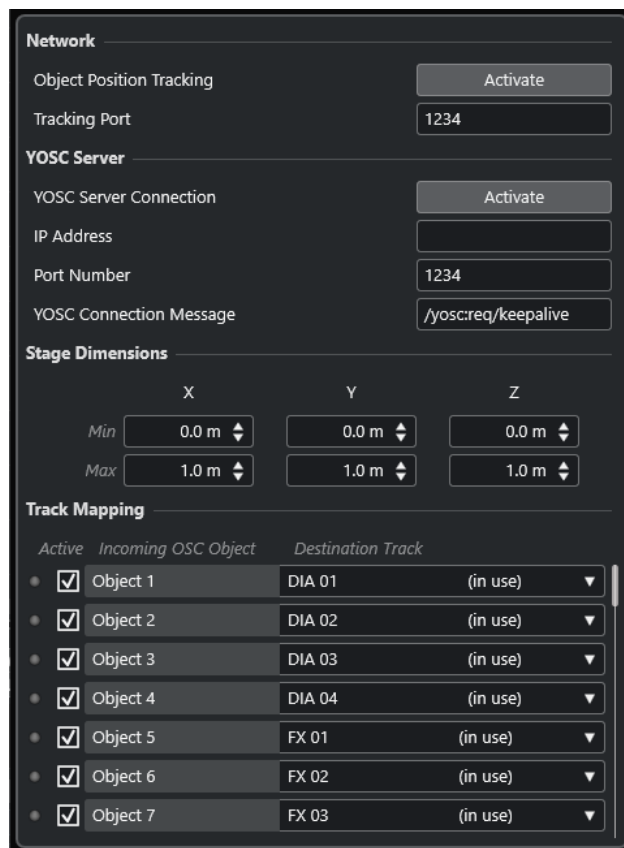 Network
Object Position Tracking Activate
Tracking Port 1234
YOSC Server
YOSC Server Connection Activate
IP Address
Port Number 1234
YOSC Connection Message /yosc:req/keepalive
Stage Dimensions
X Y Z
Min 0.0 m 0.0 m 0.0 m
Max 1.0 m 1.0 m 1.0 m
Track Mapping
Active Incoming OSC Object Destination Track
Object 1 DIA 01 (in use)
Object 2 DIA 02 (in use)
Object 3 DIA 03 (in use)
Object 4 DIA 04 (in use)
Object 5 FX 01 (in use)
Object 6 FX 02 (in use)
Object 7 FX 03 (in use)